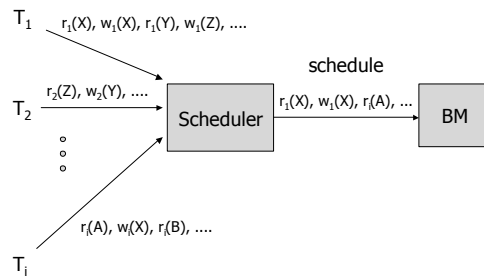 T1 r1(X), w1(X), r1(Y), w1(Z), ....
schedule
T2 r2(Z), w2(Y), ....
Scheduler
r1(X), w1(X), ri(A), ...
BM
ri(A), wi(X), ri(B), ....
Ti